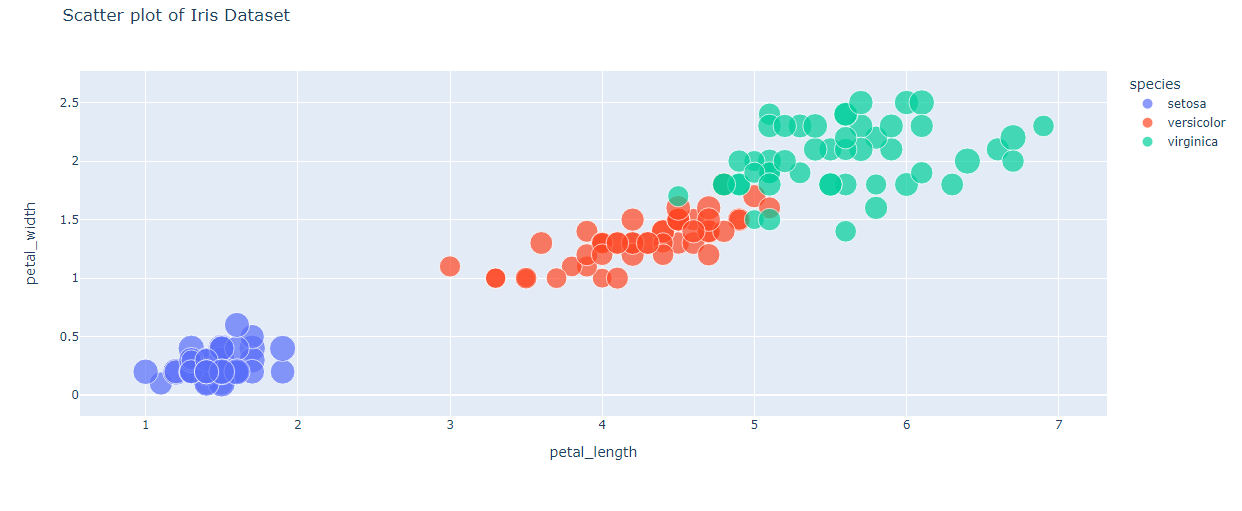 Scatter plot of Iris Dataset
species
setosa
versicolor
virginica
petal_width
2.5
2
1.5
1
0.5
0
1 2 3 4 5 6 7
petal_length